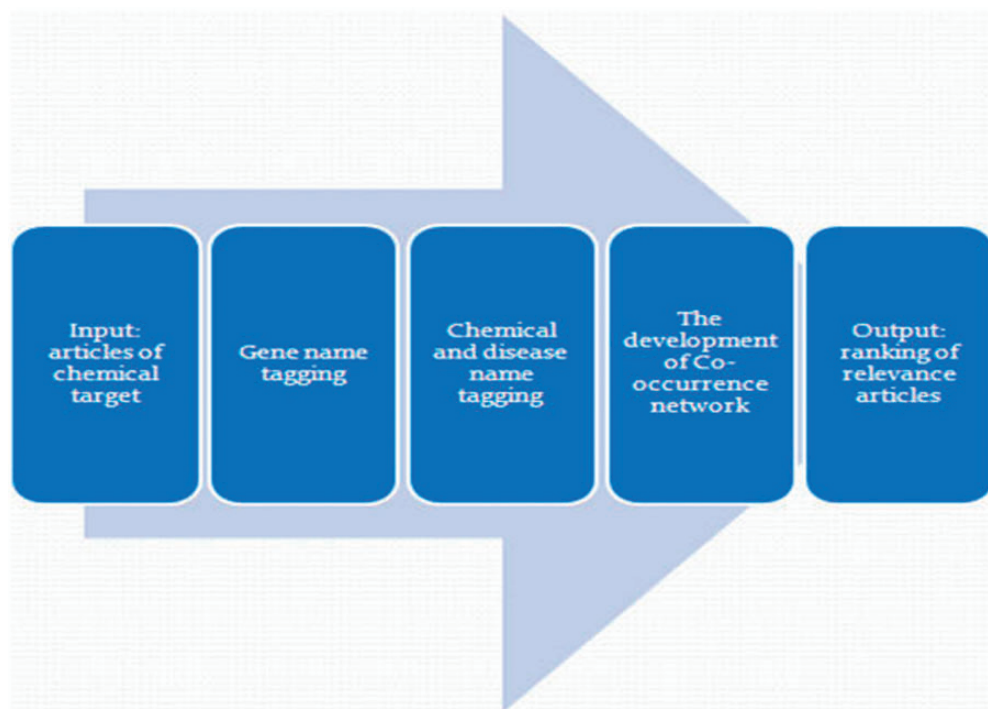 Input:
articles of
chemical
target
Gene name
tagging
Chemical
and disease
name
tagging
The
development
of Co-
occurrence
network
Output:
ranking of
relevance
articles